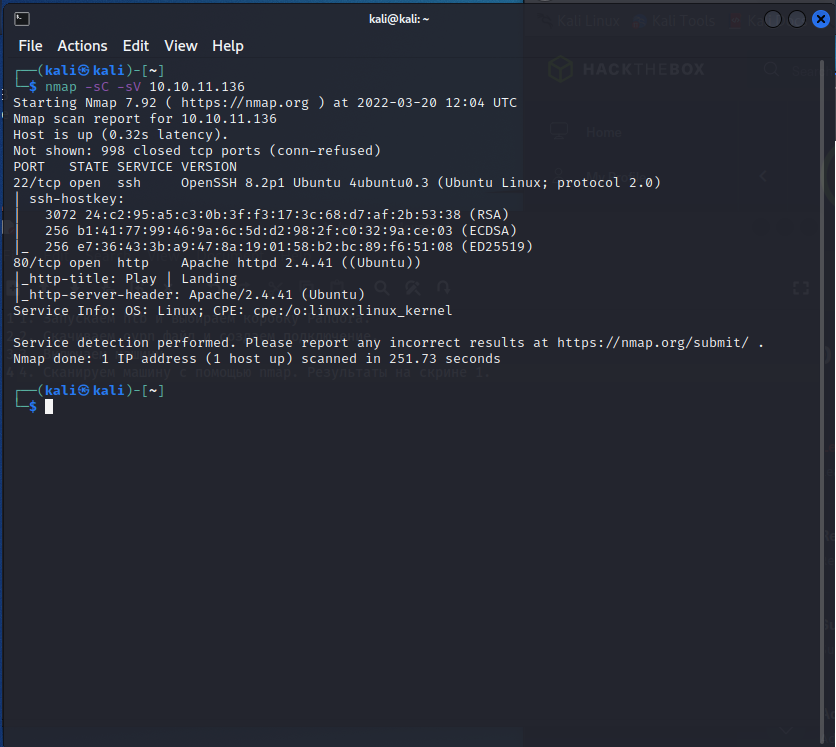 kali@kali: ~
File Actions Edit View Help
┌──(kali㉿kali)-[~]
└─$ nmap -sC -sV 10.10.11.136
Starting Nmap 7.92 ( https://nmap.org ) at 2022-03-20 12:04 UTC
Nmap scan report for 10.10.11.136
Host is up (0.32s latency).
Not shown: 998 closed tcp ports (conn-refused)
PORT   STATE SERVICE VERSION
22/tcp open  ssh     OpenSSH 8.2p1 Ubuntu 4ubuntu0.3 (Ubuntu Linux; protocol 2.0)
| ssh-hostkey:
|   3072 24:c2:95:a5:c3:0b:3f:f3:17:3c:68:d7:af:2b:53:38 (RSA)
|   256 b1:41:77:99:46:9a:6c:5d:d2:98:2f:c0:32:9a:ce:03 (ECDSA)
|_  256 e7:36:43:3b:a9:47:8a:19:01:58:b2:bc:89:f6:51:08 (ED25519)
80/tcp open  http    Apache httpd 2.4.41 ((Ubuntu))
|_http-title: Play | Landing
|_http-server-header: Apache/2.4.41 (Ubuntu)
Service Info: OS: Linux; CPE: cpe:/o:linux:linux_kernel
Service detection performed. Please report any incorrect results at https://nmap.org/submit/ .
Nmap done: 1 IP address (1 host up) scanned in 251.73 seconds
┌──(kali㉿kali)-[~]
└─$
Kali Linux Kali Tools
HACKTHEBOX
Home
4. Сканируем машину с помощью nmap. Результаты на скрине 1.